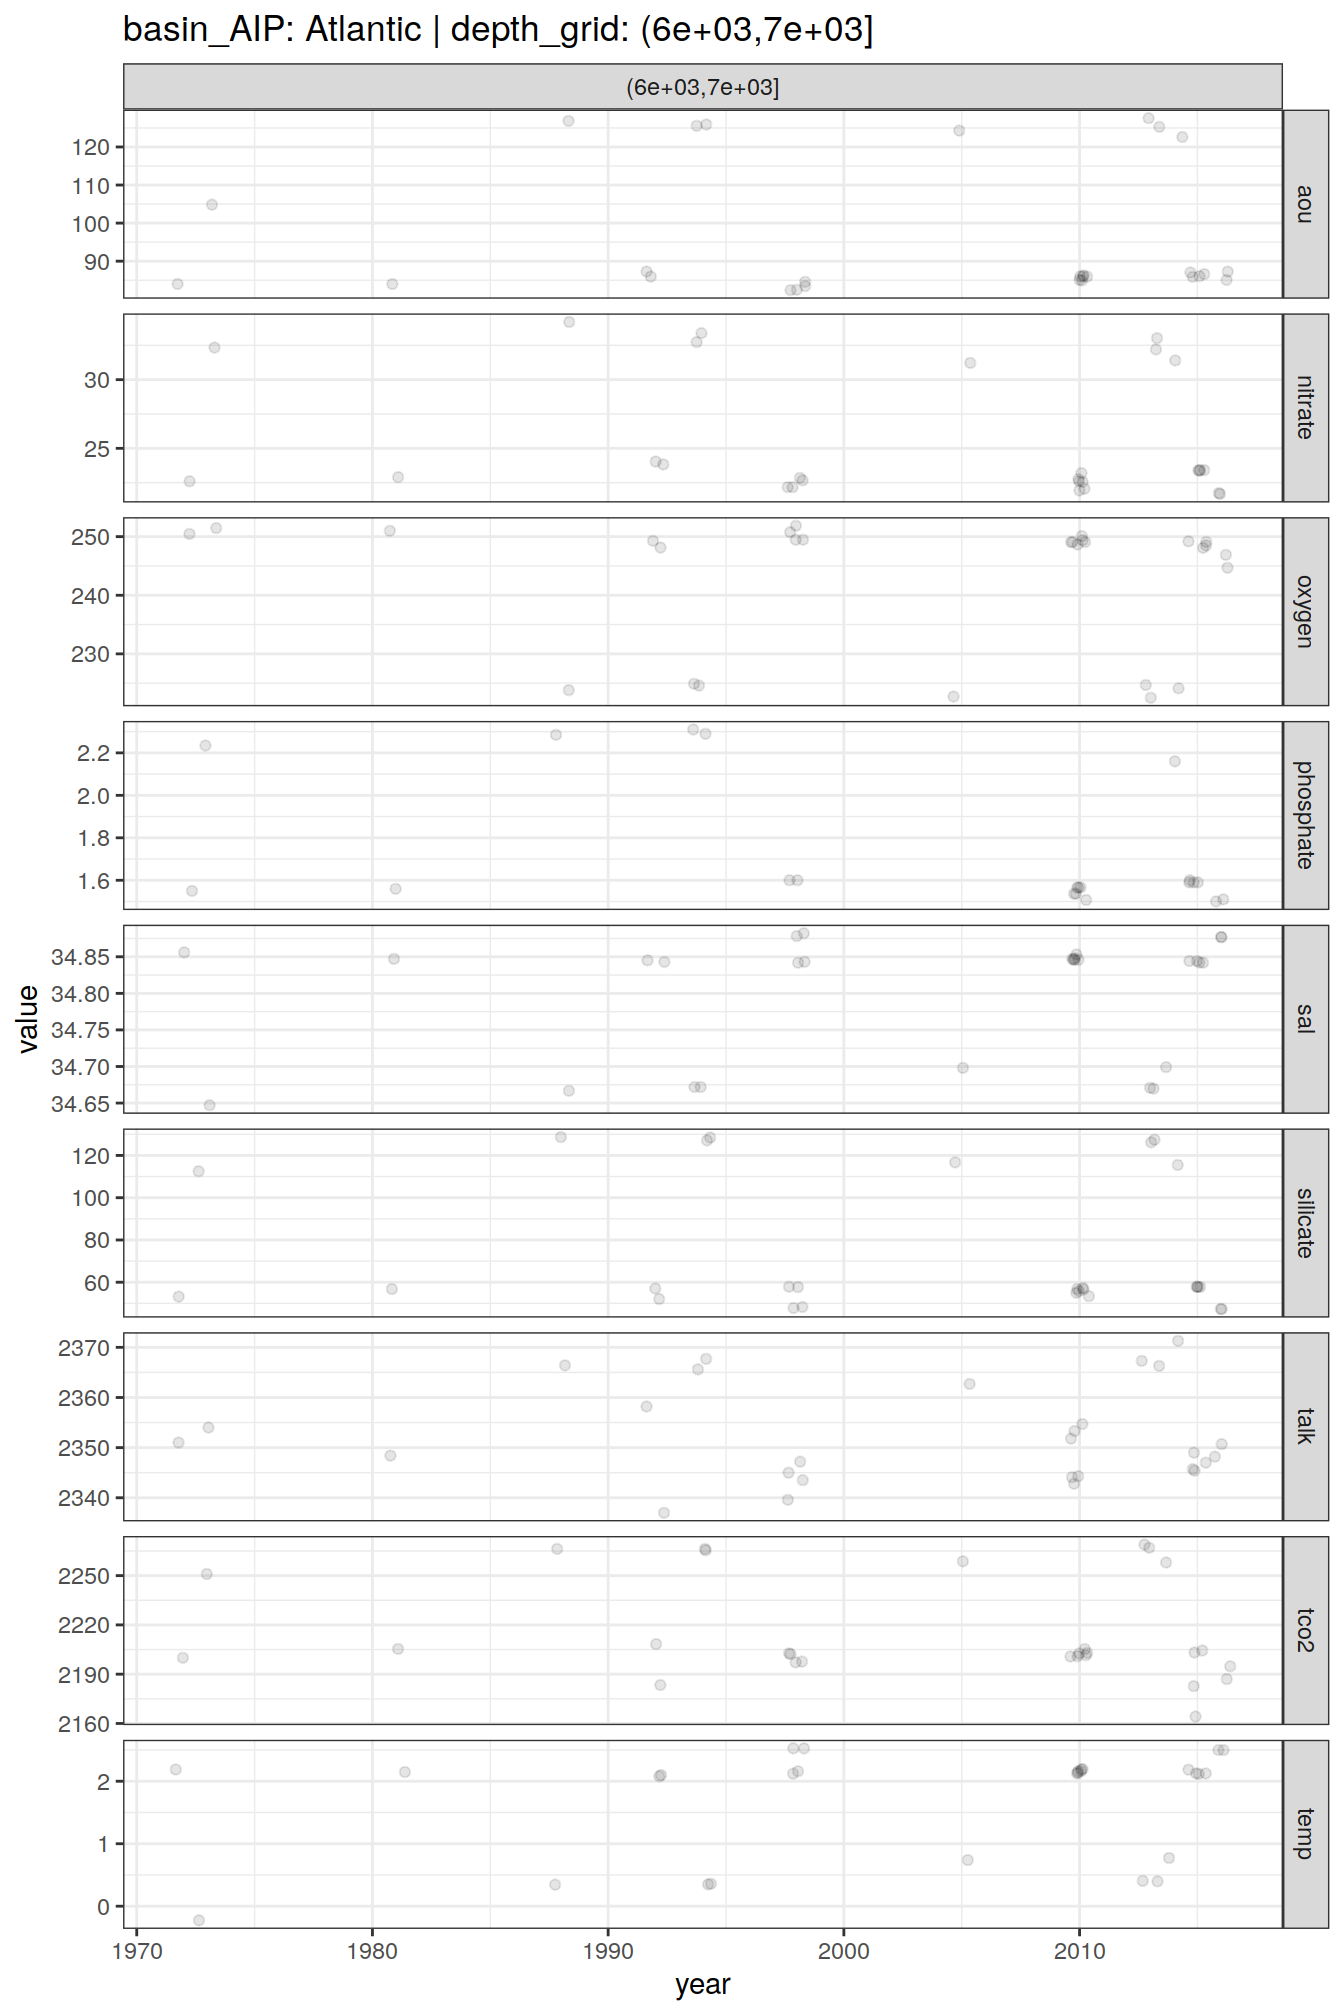 basin_AIP: Atlantic | depth_grid: (6e+03,7e+03]
(6e+03,7e+03]
120
110
100
90
aou
30
25
nitrate
250
240
230
oxygen
2.2
2.0
1.8
1.6
phosphate
34.85
34.80
34.75
34.70
34.65
sal
value
120
100
80
60
silicate
2370
2360
2350
2340
talk
2250
2220
2190
2160
tco2
2
1
0
temp
1970 1980 1990 2000 2010
year